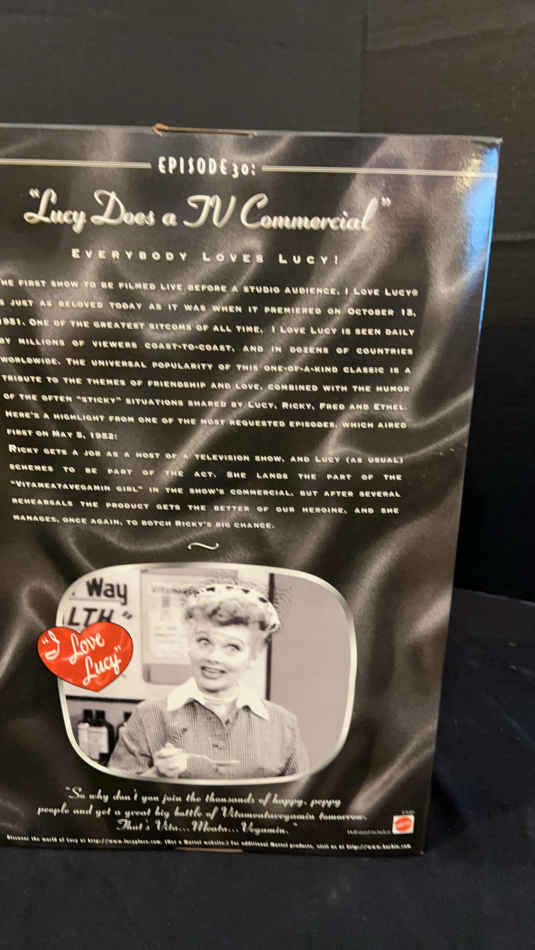 EPISODE 30:
"Lucy Does a TV Commercial"
EVERYBODY LOVES LUCY!
HE FIRST SHOW TO BE FILMED LIVE BEFORE A STUDIO AUDIENCE, I LOVE LUCY®
S JUST AS BELOVED TODAY AS IT WAS WHEN IT PREMIERED ON OCTOBER 15,
1951. ONE OF THE GREATEST SITCOMS OF ALL TIME, I LOVE LUCY IS SEEN DAILY
BY MILLIONS OF VIEWERS COAST-TO-COAST, AND IN DOZENS OF COUNTRIES
WORLDWIDE. THE UNIVERSAL POPULARITY OF THIS ONE-OF-A-KIND CLASSIC IS A
TRIBUTE TO THE THEMES OF FRIENDSHIP AND LOVE, COMBINED WITH THE HUMOR
OF THE OFTEN "STICKY" SITUATIONS SHARED BY LUCY, RICKY, FRED AND ETHEL.
HERE'S A HIGHLIGHT FROM ONE OF THE MOST REQUESTED EPISODES, WHICH AIRED
FIRST ON MAY 5, 1952:
RICKY GETS A JOB AS A HOST OF A TELEVISION SHOW, AND LUCY (AS USUAL)
SCHEMES TO BE PART OF THE ACT. SHE LANDS THE PART OF THE
"VITAMEATAVEGAMIN GIRL" IN THE SHOW'S COMMERCIAL, BUT AFTER SEVERAL
REHEARSALS THE PRODUCT GETS THE BETTER OF OUR HEROINE, AND SHE
MANAGES, ONCE AGAIN, TO BOTCH RICKY'S BIG CHANCE.
Way
LTH"
"I Love Lucy"
"So why don't you join the thousands of happy, peppy
people and get a great big bottle of Vitameatavegamin tomorrow.
That's Vita...Meata...Vegamin."
MATTEL